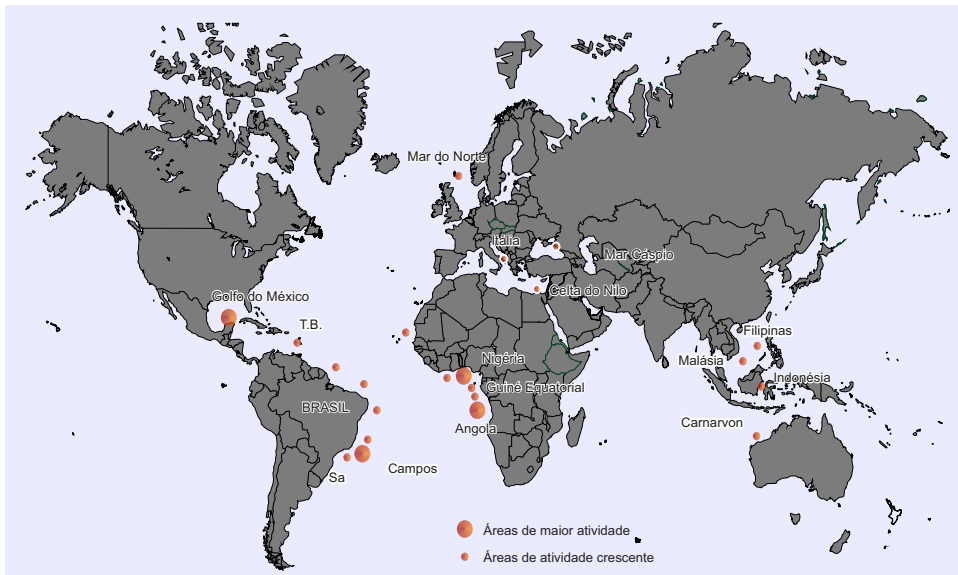 Mar do Norte
Itália
Mar Cáspio
Celta do Nilo
Golfo do México
T.B.
Filipinas
Nigéria
Malásia
Indonésia
Guiné Equatorial
BRASIL
Angola
Carnarvon
Campos
Sa
Áreas de maior atividade
Áreas de atividade crescente